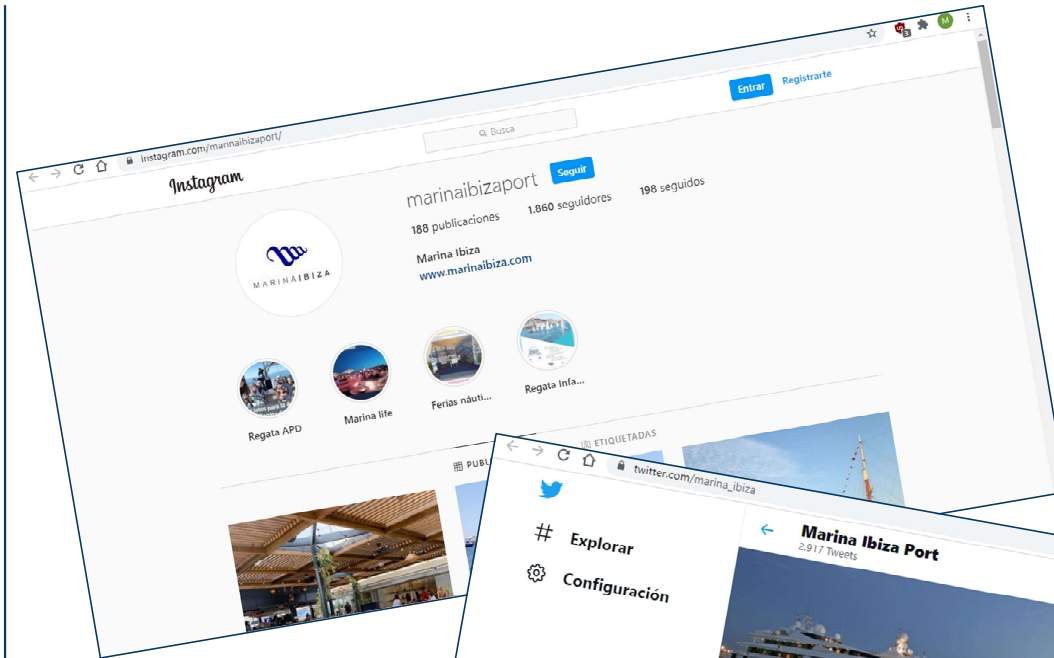 instagram.com/marinaibizaport/
M
Instagram
Busca
Entrar
Registrarte
marinaibizaport
Seguir
188 publicaciones
1.860 seguidores
198 seguidos
Marina Ibiza
www.marinaibiza.com
MARINAIBIZA
Regata APD
Marina life
Ferias náuti...
Regata Infa...
PUBL
ETIQUETADAS
twitter.com/marina_ibiza
Explorar
Configuración
Marina Ibiza Port
2.917 Tweets